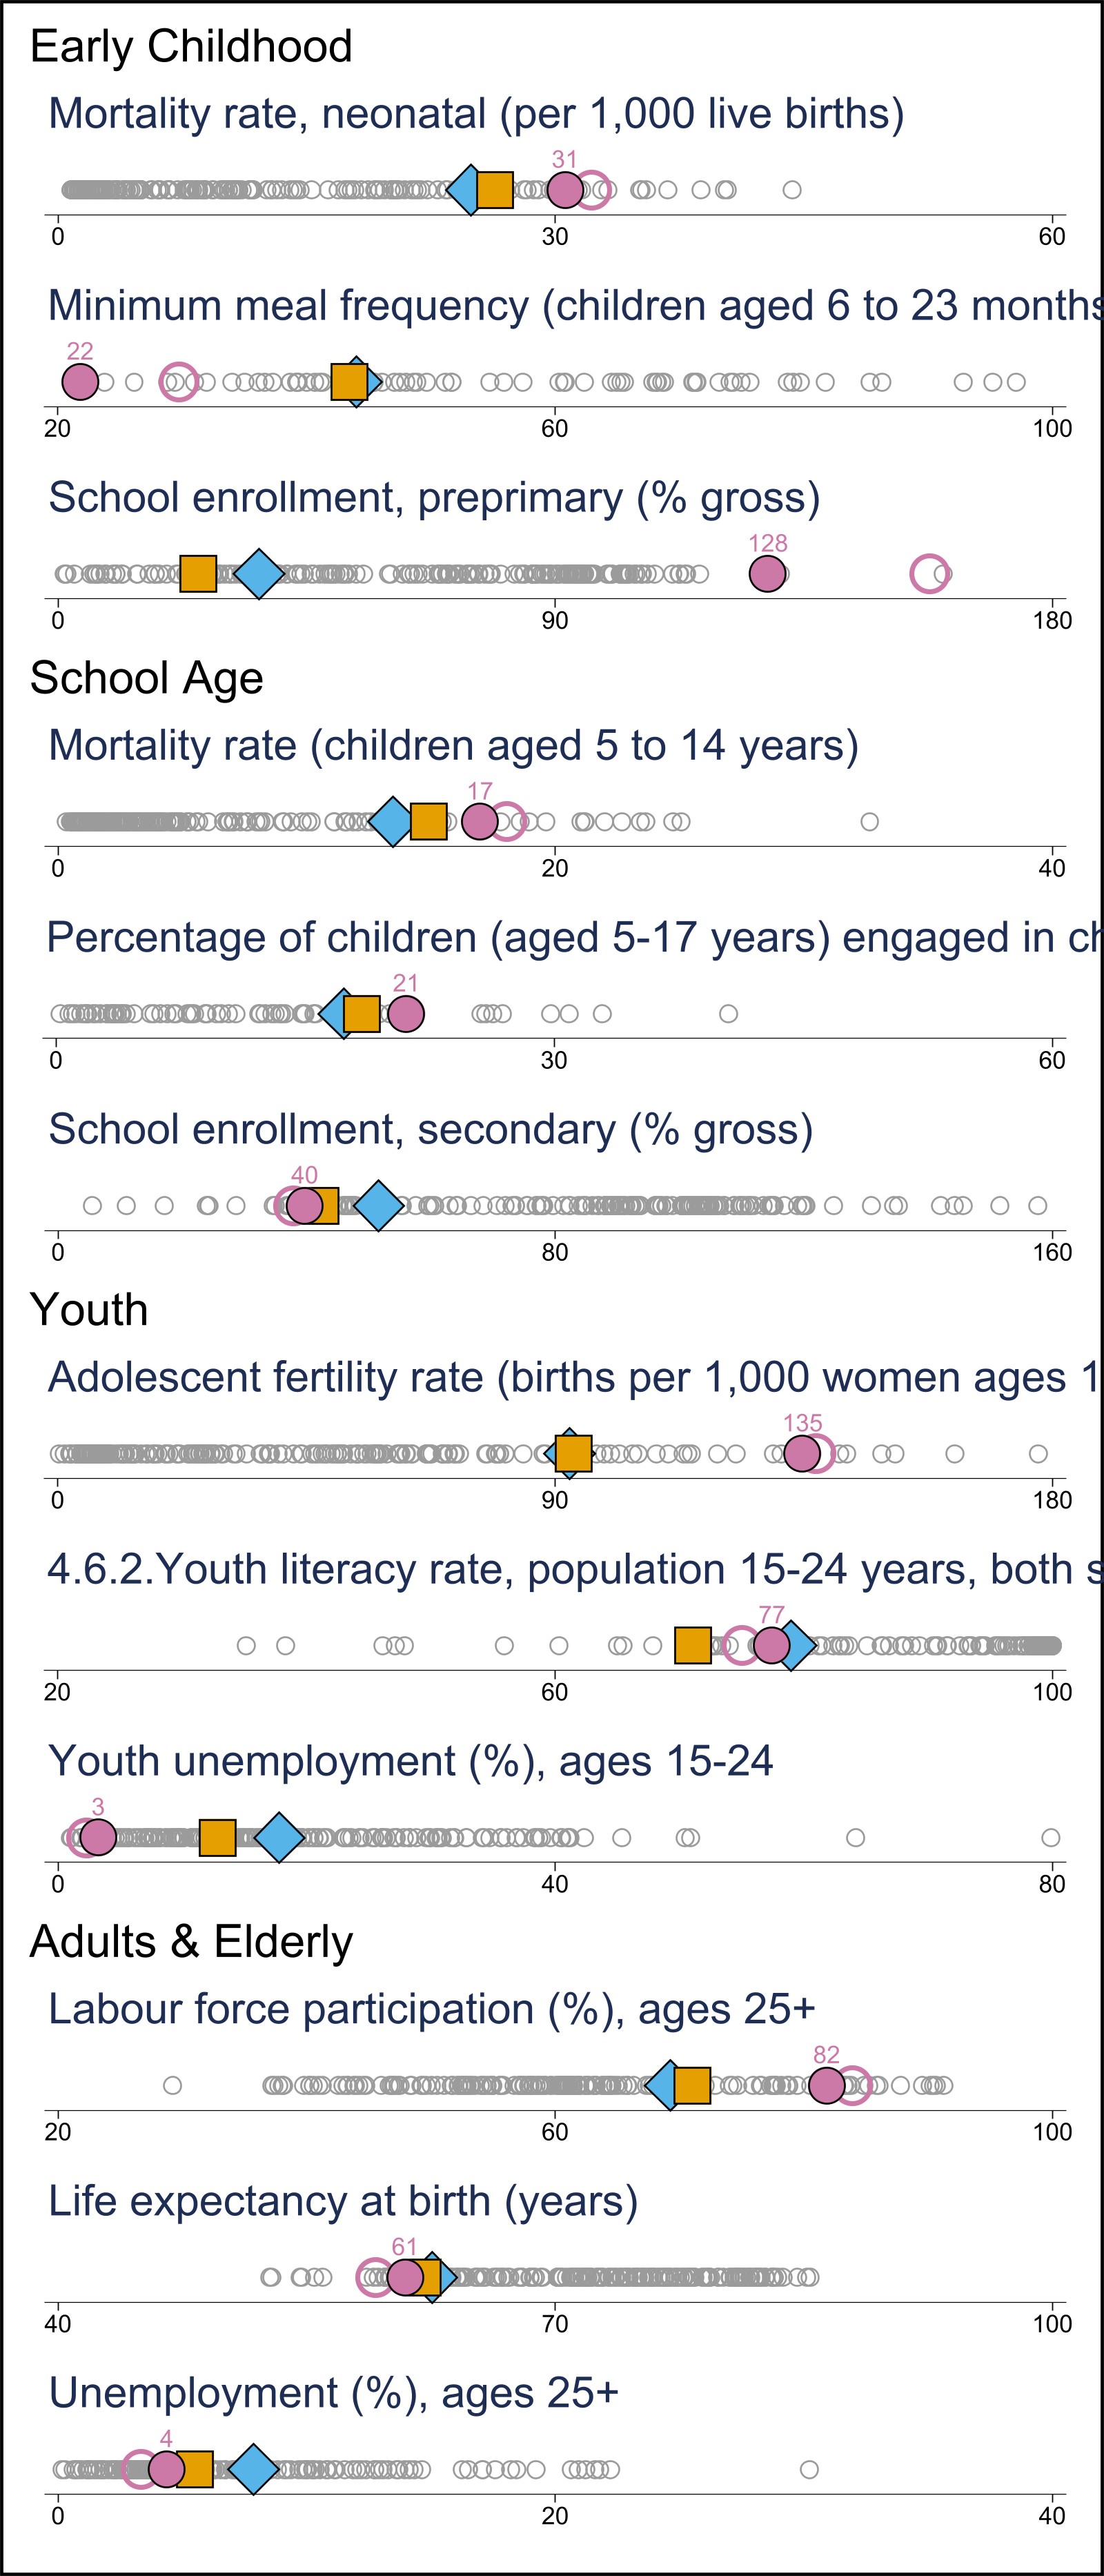 Early Childhood
Mortality rate, neonatal (per 1,000 live births)
31
0 30 60
Minimum meal frequency (children aged 6 to 23 months
22
20 60 100
School enrollment, preprimary (% gross)
128
0 90 180
School Age
Mortality rate (children aged 5 to 14 years)
17
0 20 40
Percentage of children (aged 5-17 years) engaged in ch
21
0 30 60
School enrollment, secondary (% gross)
40
0 80 160
Youth
Adolescent fertility rate (births per 1,000 women ages 1
135
0 90 180
4.6.2.Youth literacy rate, population 15-24 years, both s
77
20 60 100
Youth unemployment (%), ages 15-24
3
0 40 80
Adults & Elderly
Labour force participation (%), ages 25+
82
20 60 100
Life expectancy at birth (years)
61
40 70 100
Unemployment (%), ages 25+
4
0 20 40